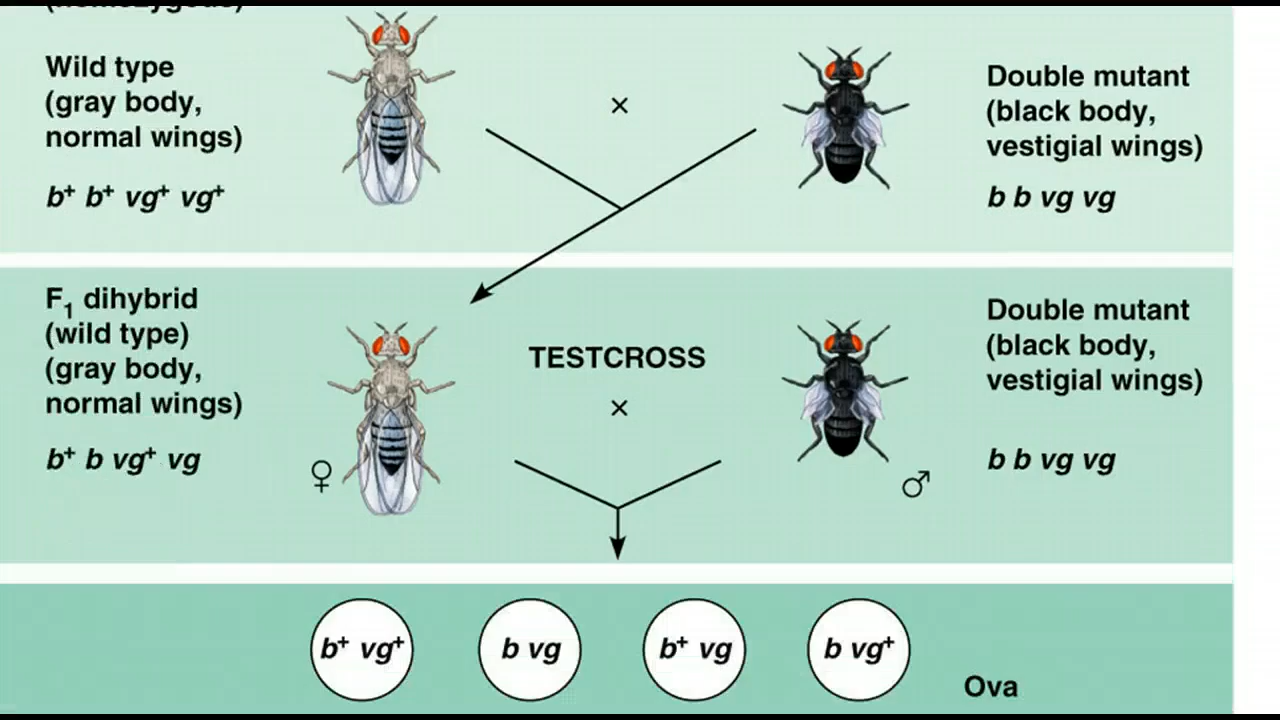 Wild type
(gray body,
normal wings)
b⁺ b⁺ vg⁺ vg⁺
×
Double mutant
(black body,
vestigial wings)
b b vg vg
F₁ dihybrid
(wild type)
(gray body,
normal wings)
b⁺ b vg⁺ vg
♀
TESTCROSS
×
Double mutant
(black body,
vestigial wings)
b b vg vg
♂
b⁺ vg⁺
b vg
b⁺ vg
b vg⁺
Ova